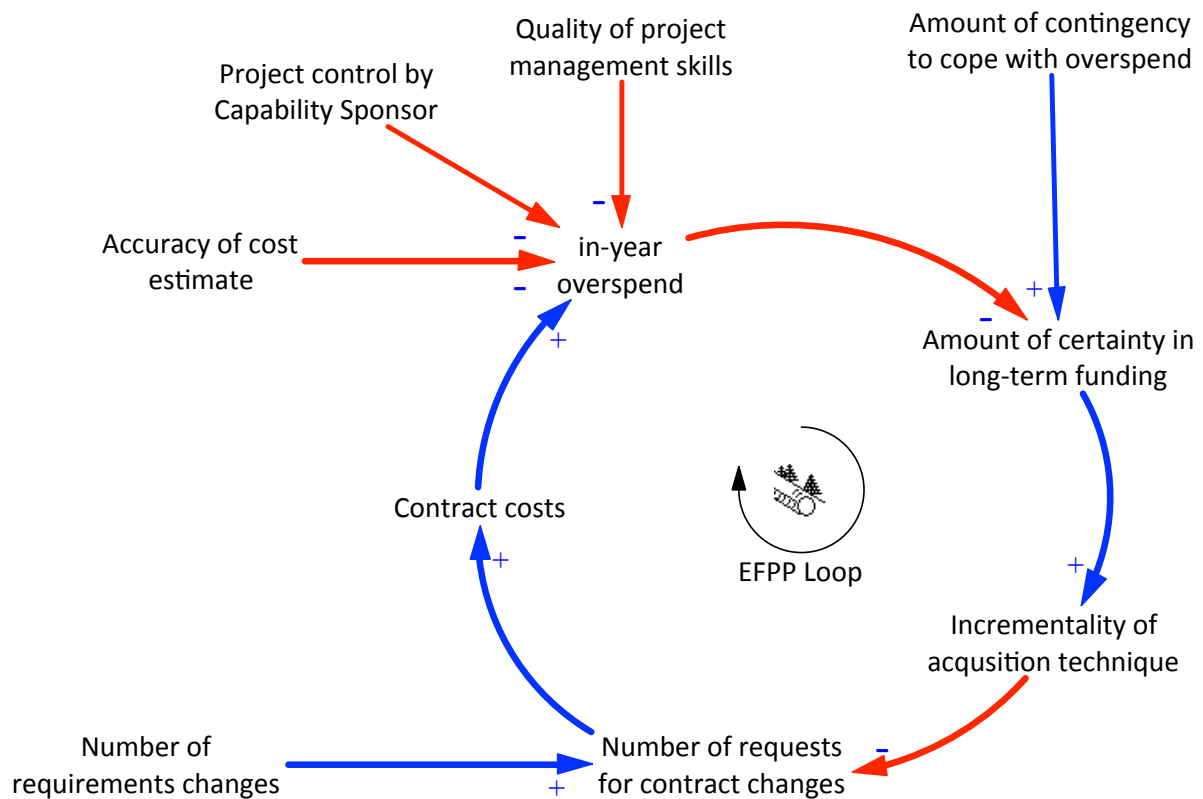 Quality of project
management skills
Amount of contingency
to cope with overspend
Project control by
Capability Sponsor
-
Accuracy of cost
estimate
-
-
in-year
overspend
+
-
+
Amount of certainty in
long-term funding
Contract costs
+
+
EFPP Loop
Incrementality of
acqusition technique
Number of
requirements changes
+
Number of requests
for contract changes
-